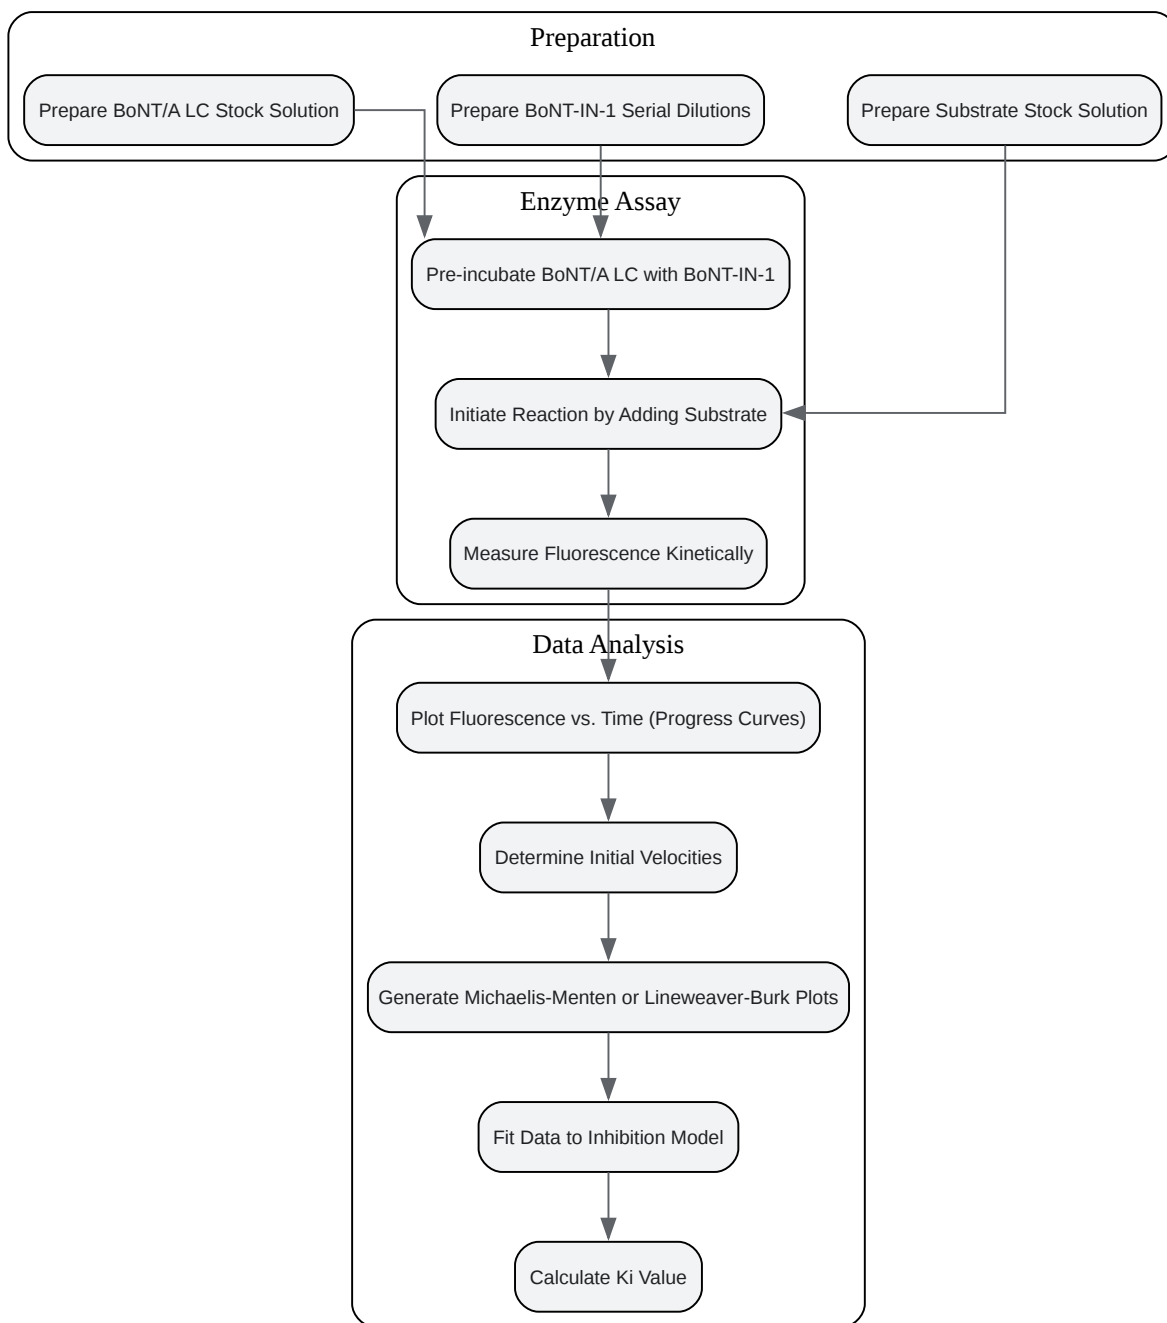 Preparation
Prepare BoNT/A LC Stock Solution
Prepare BoNT-IN-1 Serial Dilutions
Prepare Substrate Stock Solution
Enzyme Assay
Pre-incubate BoNT/A LC with BoNT-IN-1
Initiate Reaction by Adding Substrate
Measure Fluorescence Kinetically
Data Analysis
Plot Fluorescence vs. Time (Progress Curves)
Determine Initial Velocities
Generate Michaelis-Menten or Lineweaver-Burk Plots
Fit Data to Inhibition Model
Calculate Ki Value